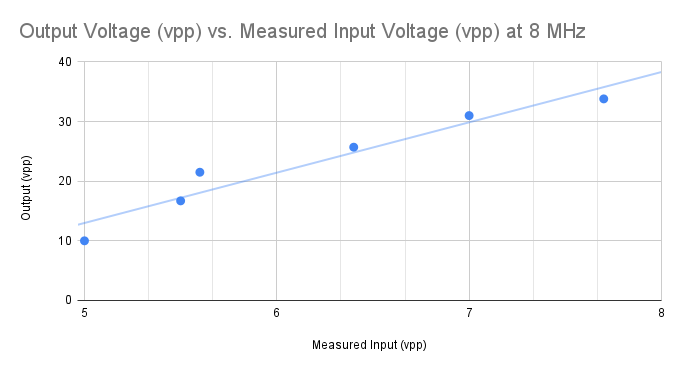 Output Voltage (vpp) vs. Measured Input Voltage (vpp) at 8 MHz
40
30
20
10
0
Output (vpp)
5 6 7 8
Measured Input (vpp)